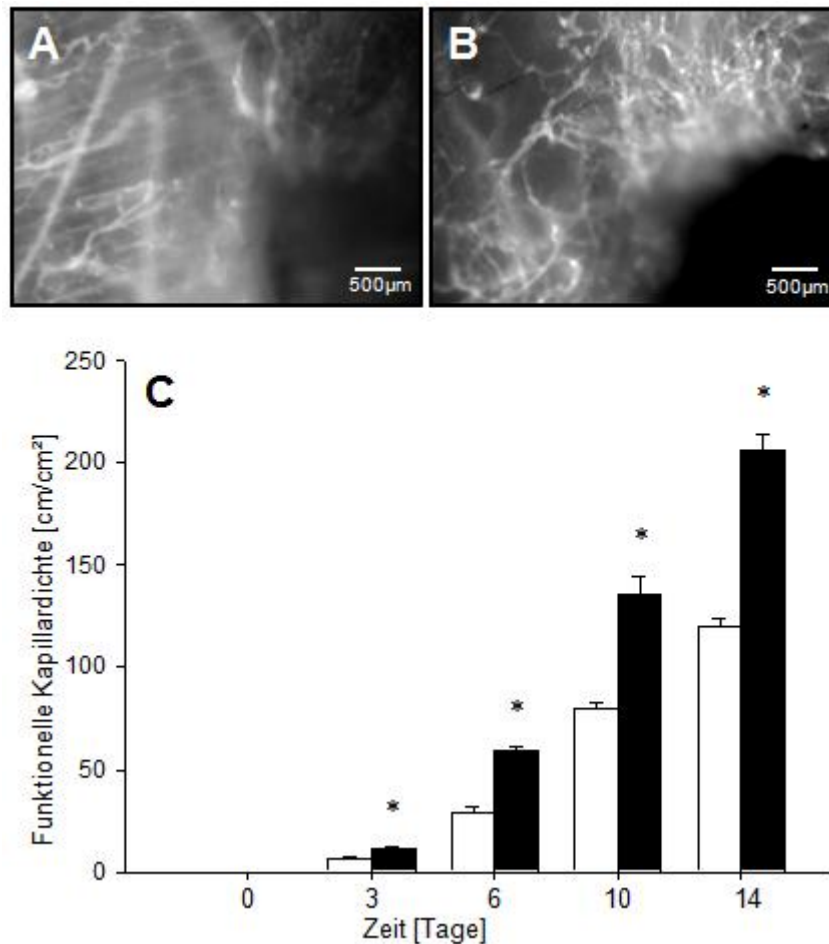 A
500µm
B
500µm
C
Funktionelle Kapillardichte [cm/cm²]
250
200
150
100
50
0
*
*
*
*
0 3 6 10 14
Zeit [Tage]